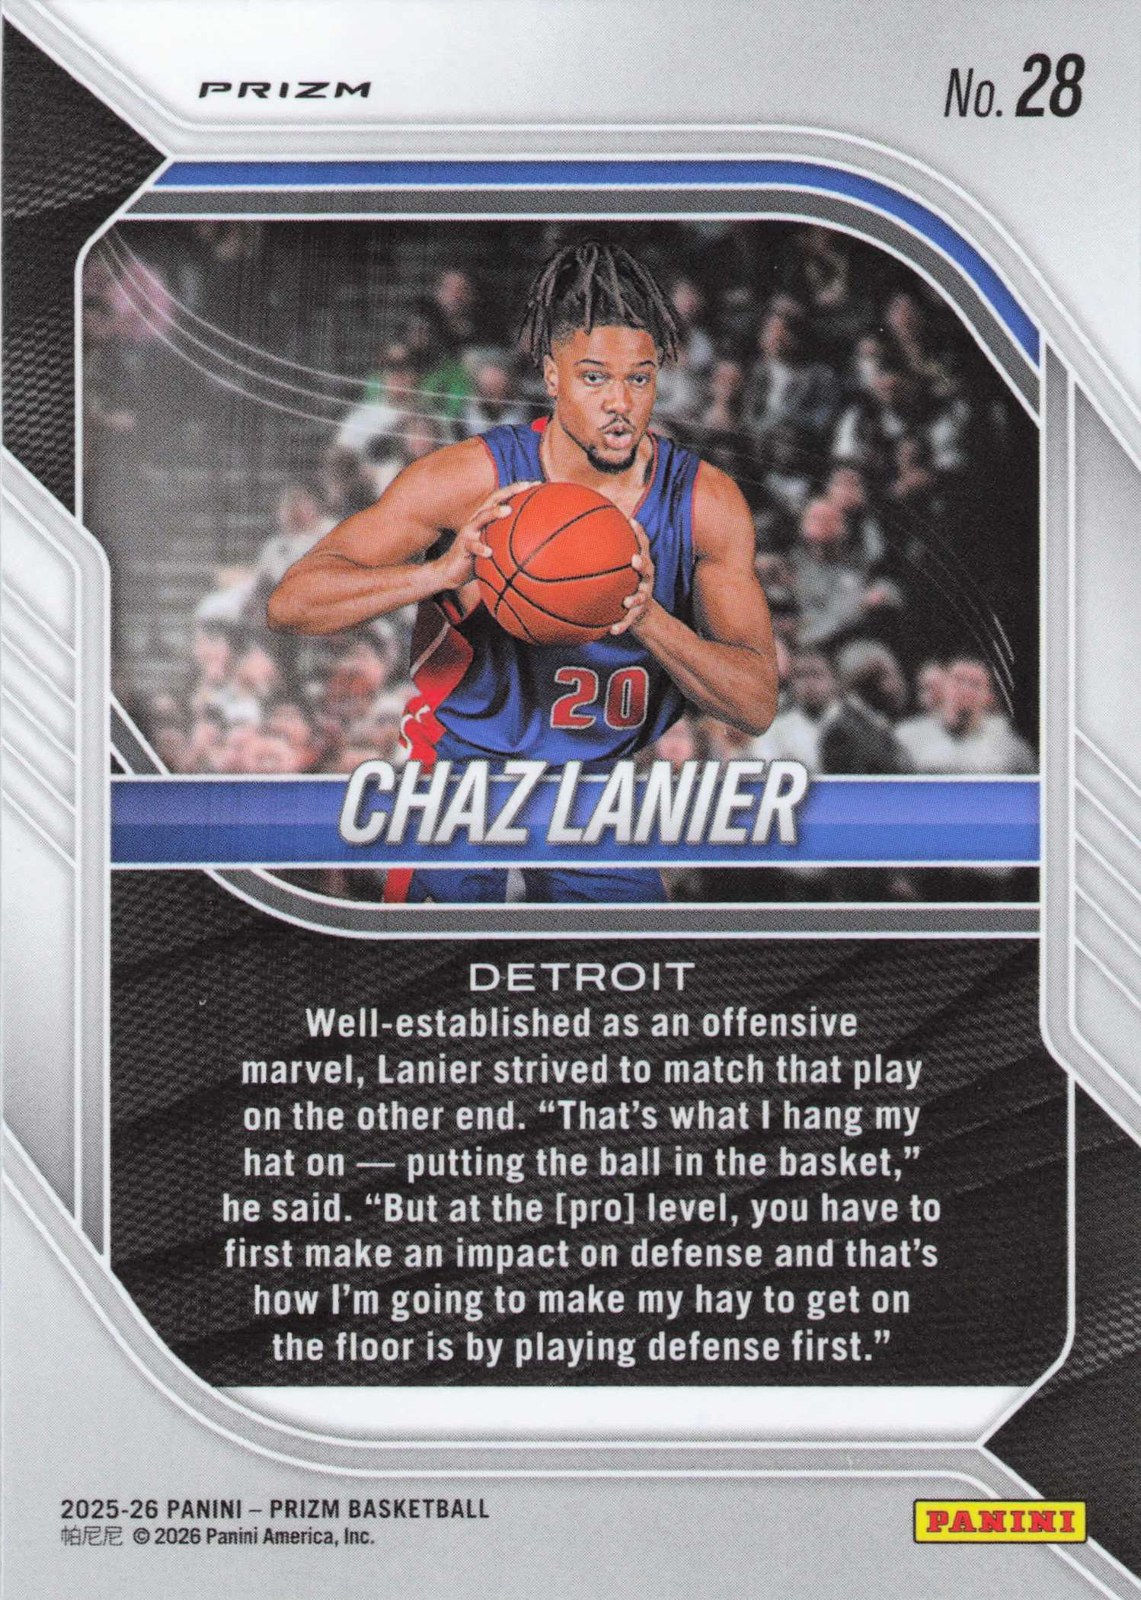 PRIZM
No. 28
20
CHAZ LANIER
DETROIT
Well-established as an offensive
marvel, Lanier strived to match that play
on the other end. “That’s what I hang my
hat on — putting the ball in the basket,”
he said. “But at the [pro] level, you have to
first make an impact on defense and that’s
how I’m going to make my hay to get on
the floor is by playing defense first.”
2025-26 PANINI – PRIZM BASKETBALL
帕尼尼 © 2026 Panini America, Inc.
PANINI